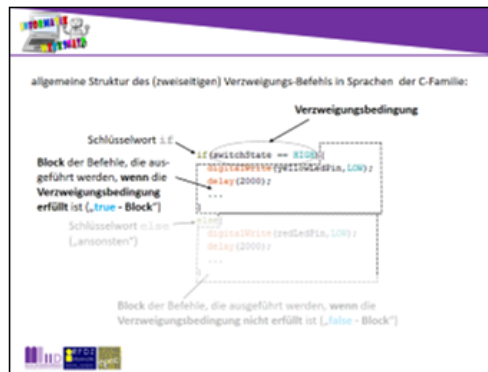 INFORMATIK
allgemeine Struktur des (zweiseitigen) Verzweigungs-Befehls in Sprachen der C-Familie:
Verzweigungsbedingung
Schlüsselwort if
if(switchState == HIGH){
digitalWrite(yellowLedPin,LOW);
delay(2000);
...
}
Block der Befehle, die aus-
geführt werden, wenn die
Verzweigungsbedingung
erfüllt ist („true - Block“)
Schlüsselwort else
(„ansonsten“)
else{
digitalWrite(redLedPin,LOW);
delay(2000);
...
}
Block der Befehle, die ausgeführt werden, wenn die
Verzweigungsbedingung nicht erfüllt ist („false - Block“)